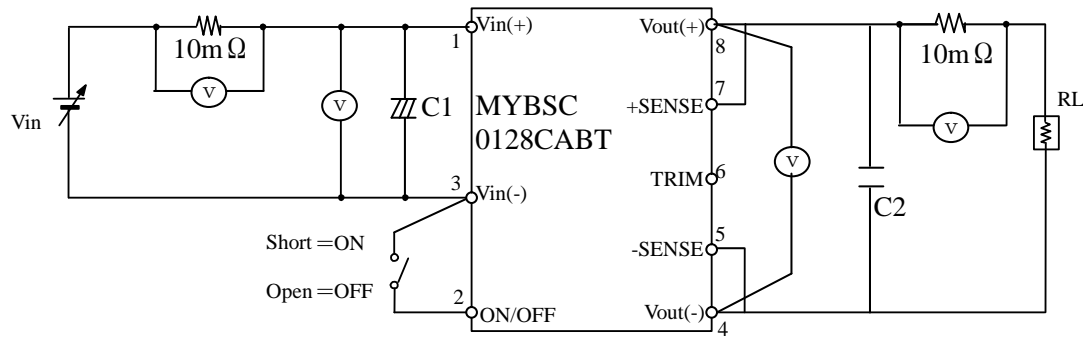 Vin
10mΩ
V
V
C1
1
Vin(+)
3
Vin(-)
2
ON/OFF
Short＝ON
Open＝OFF
MYBSC
0128CABT
Vout(+)
8
7
+SENSE
TRIM
6
5
-SENSE
Vout(-)
4
V
C2
10mΩ
V
RL